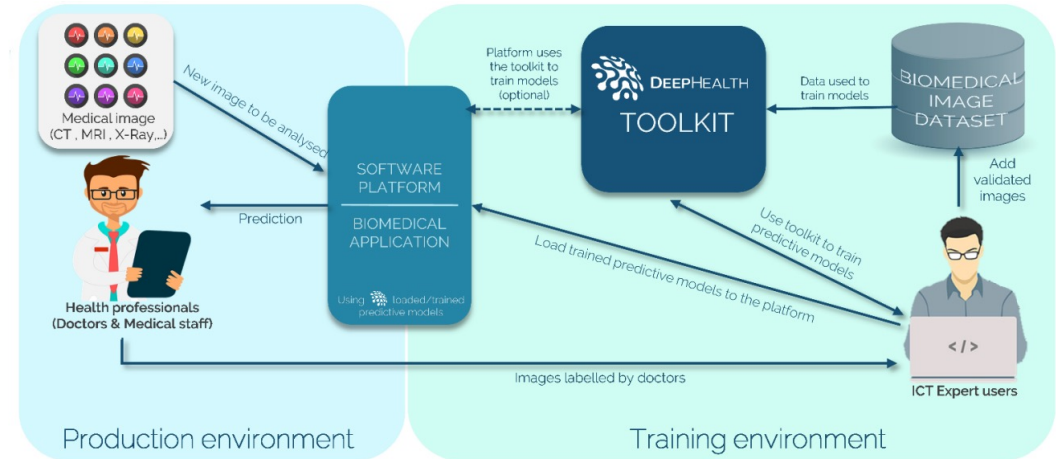 Medical image
(CT , MRI , X-Ray,...)
New image to be analysed
Prediction
Health professionals
(Doctors & Medical staff)
SOFTWARE
PLATFORM
BIOMEDICAL
APPLICATION
Using loaded/trained
predictive models
Platform uses
the toolkit to
train models
(optional)
DEEPHEALTH
TOOLKIT
Data used to
train models
BIOMEDICAL
IMAGE
DATASET
Add
validated
images
Use toolkit to train
predictive models
Load trained predictive models to the platform
</>
ICT Expert users
Images labelled by doctors
Production environment
Training environment